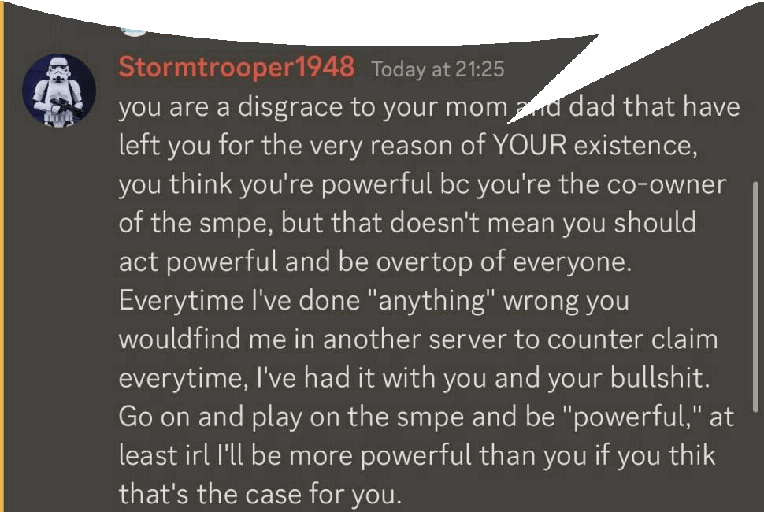 Stormtrooper1948 Today at 21:25
you are a disgrace to your mom and dad that have
left you for the very reason of YOUR existence,
you think you're powerful bc you're the co-owner
of the smpe, but that doesn't mean you should
act powerful and be overtop of everyone.
Everytime I've done "anything" wrong you
wouldfind me in another server to counter claim
everytime, I've had it with you and your bullshit.
Go on and play on the smpe and be "powerful," at
least irl I'll be more powerful than you if you thik
that's the case for you.